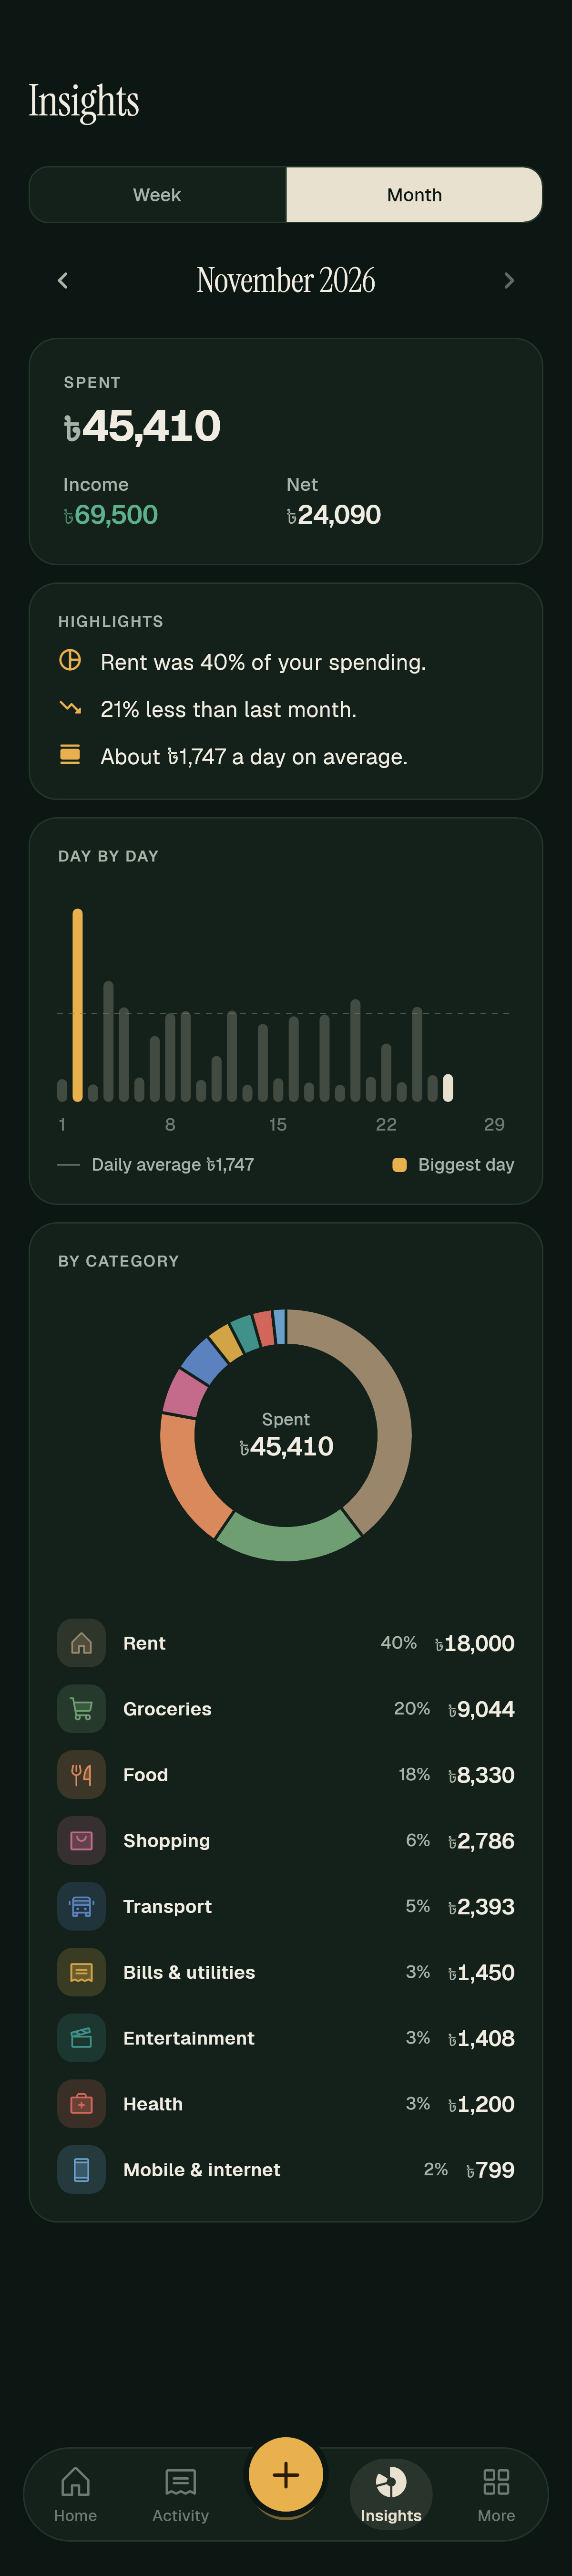 Insights
Week Month
November 2026
SPENT
৳45,410
Income Net
৳69,500 ৳24,090
HIGHLIGHTS
Rent was 40% of your spending.
21% less than last month.
About ৳1,747 a day on average.
DAY BY DAY
1 8 15 22 29
Daily average ৳1,747 Biggest day
BY CATEGORY
Spent
৳45,410
Rent 40% ৳18,000
Groceries 20% ৳9,044
Food 18% ৳8,330
Shopping 6% ৳2,786
Transport 5% ৳2,393
Bills & utilities 3% ৳1,450
Entertainment 3% ৳1,408
Health 3% ৳1,200
Mobile & internet 2% ৳799
Home Activity Insights More